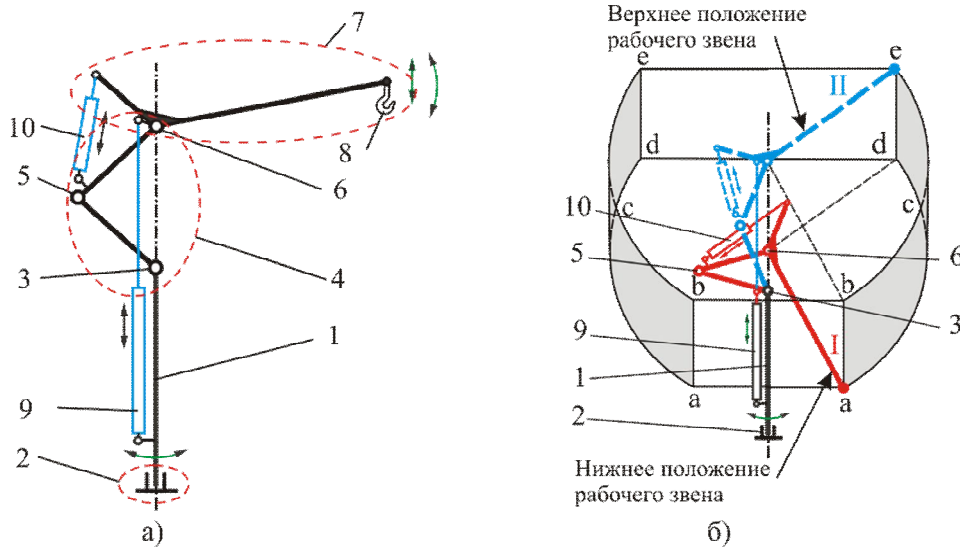 7
10
8
5
6
3
4
1
9
2
а)
Верхнее положение
рабочего звена
e
e
II
d
d
10
c
c
5
6
b
b
3
9
I
1
a
a
2
Нижнее положение
рабочего звена
б)